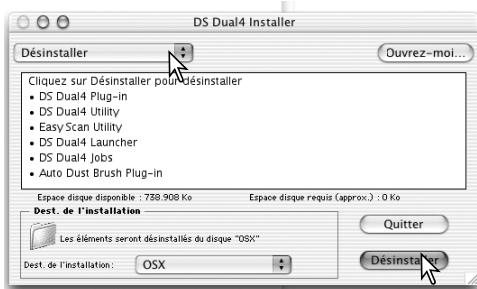 DS Dual4 Installer
Désinstaller
Ouvrez-moi...
Cliquez sur Désinstaller pour désinstaller
• DS Dual4 Plug-in
• DS Dual4 Utility
• Easy Scan Utility
• DS Dual4 Launcher
• DS Dual4 Jobs
• Auto Dust Brush Plug-in
Espace disque disponible : 738.908 Ko Espace disque requis (approx.) : 0 Ko
Dest. de l'installation
Les éléments seront désinstallés du disque "OSX"
Dest. de l'installation: OSX
Quitter
Désinstaller